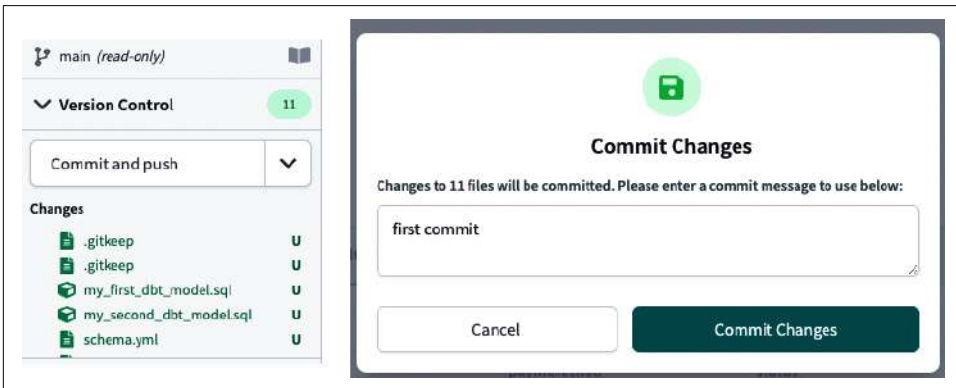 main (read-only)
Version Control 11
Commit and push
Changes
.gitkeep U
.gitkeep U
my_first_dbt_model.sql U
my_second_dbt_model.sql U
schema.yml U
Commit Changes
Changes to 11 files will be committed. Please enter a commit message to use below:
first commit
Cancel Commit Changes